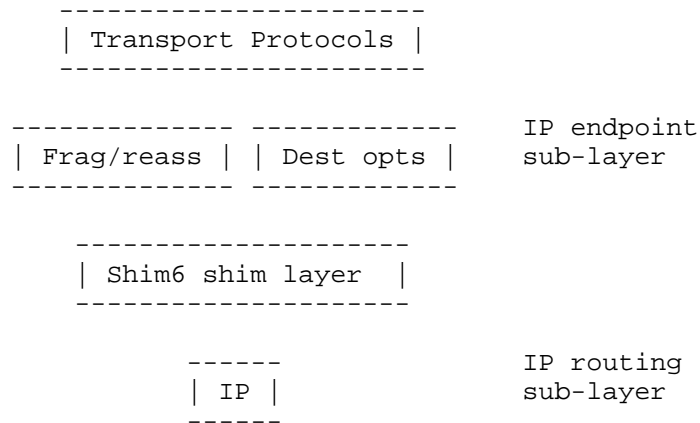 -----------------------
| Transport Protocols |
-----------------------
-------------- ------------- IP endpoint
| Frag/reass | | Dest opts | sub-layer
-------------- -------------
---------------------
| Shim6 shim layer |
---------------------
------ IP routing
| IP | sub-layer
------